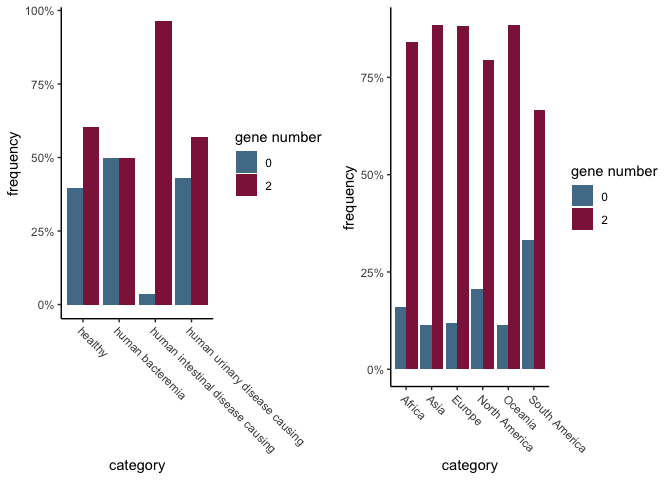 100%
75%
50%
25%
0%
frequency
healthy
human bacteremia
human intestinal disease causing
human urinary disease causing
category
gene number
0
2
75%
50%
25%
0%
frequency
Africa
Asia
Europe
North America
Oceania
South America
category
gene number
0
2